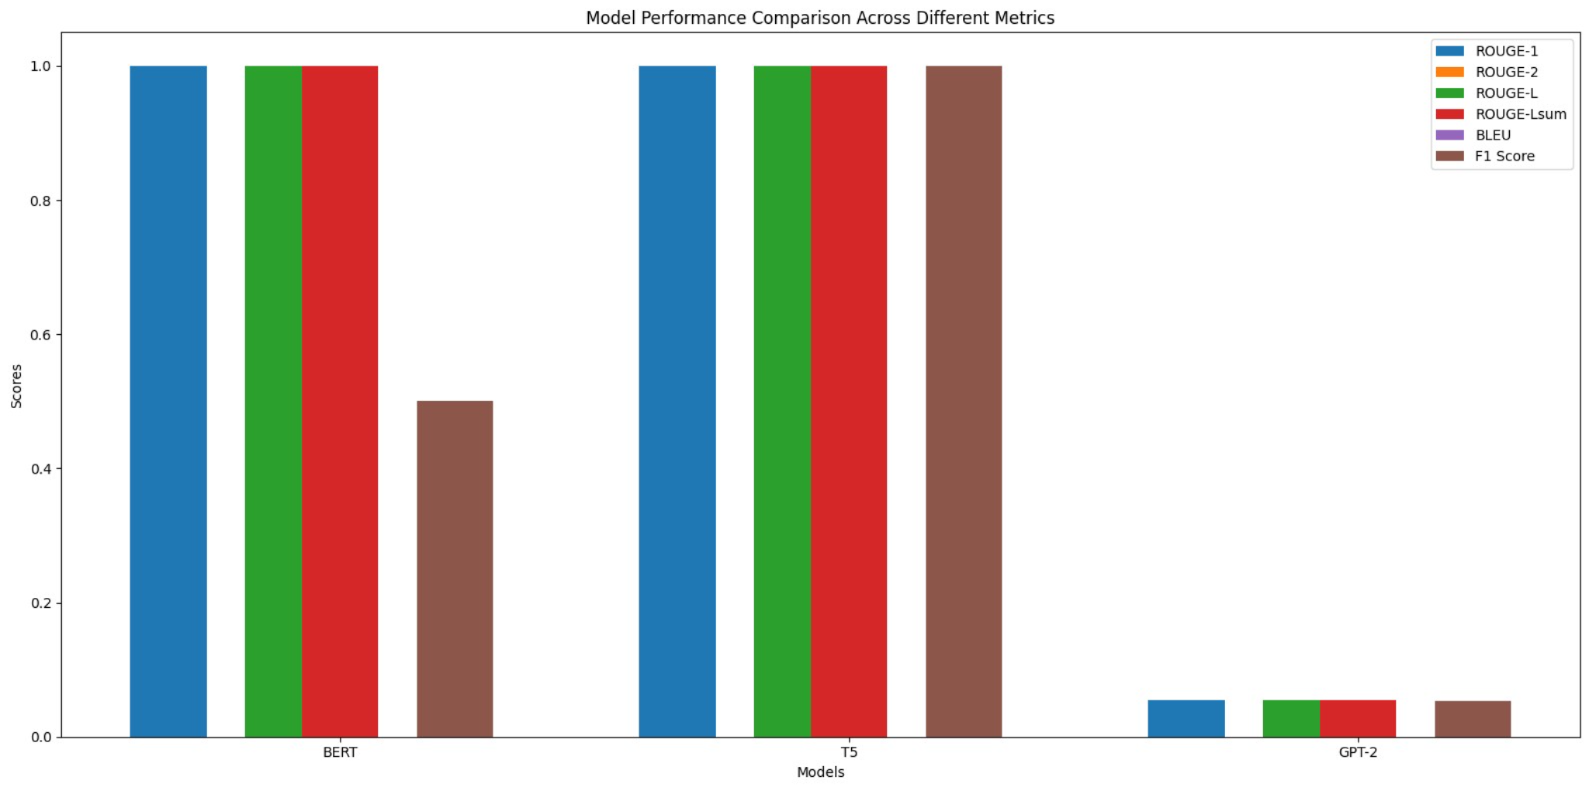 Model Performance Comparison Across Different Metrics
ROUGE-1
ROUGE-2
ROUGE-L
ROUGE-Lsum
BLEU
F1 Score
Scores
1.0
0.8
0.6
0.4
0.2
0.0
BERT
T5
GPT-2
Models